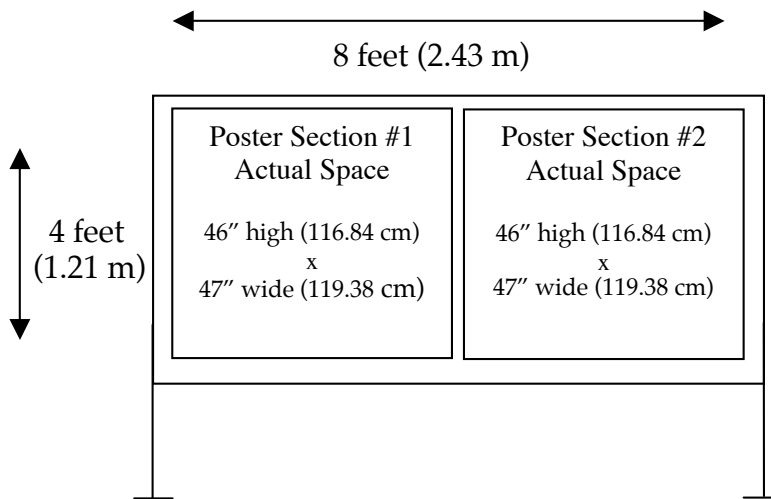 8 feet (2.43 m)
4 feet
(1.21 m)
Poster Section #1
Actual Space
46″ high (116.84 cm)
x
47″ wide (119.38 cm)
Poster Section #2
Actual Space
46″ high (116.84 cm)
x
47″ wide (119.38 cm)